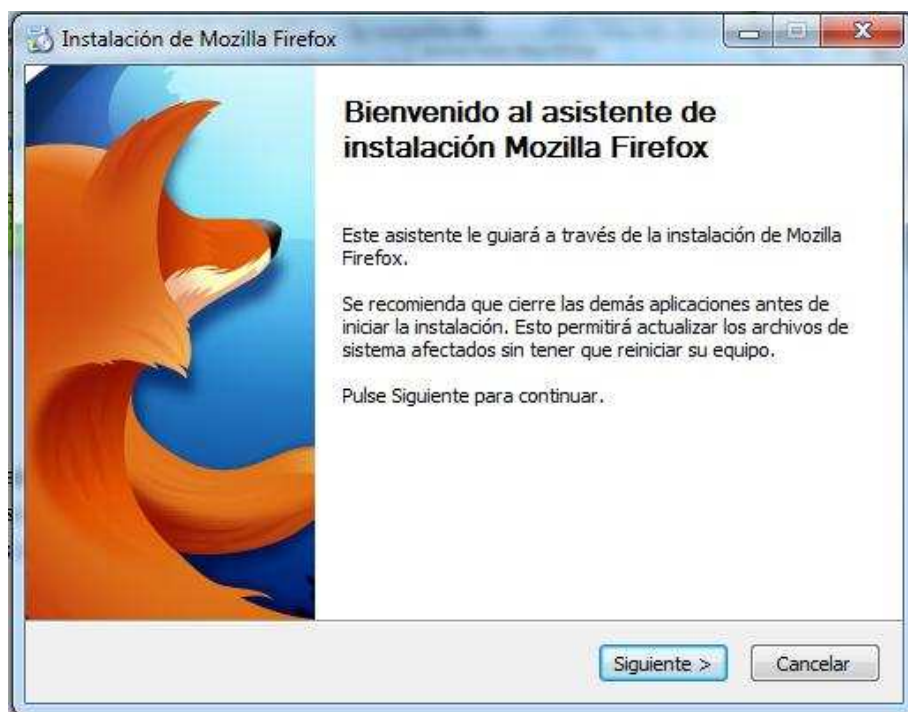 Instalación de Mozilla Firefox
Bienvenido al asistente de
instalación Mozilla Firefox
Este asistente le guiará a través de la instalación de Mozilla
Firefox.
Se recomienda que cierre las demás aplicaciones antes de
iniciar la instalación. Esto permitirá actualizar los archivos de
sistema afectados sin tener que reiniciar su equipo.
Pulse Siguiente para continuar.
Siguiente >
Cancelar